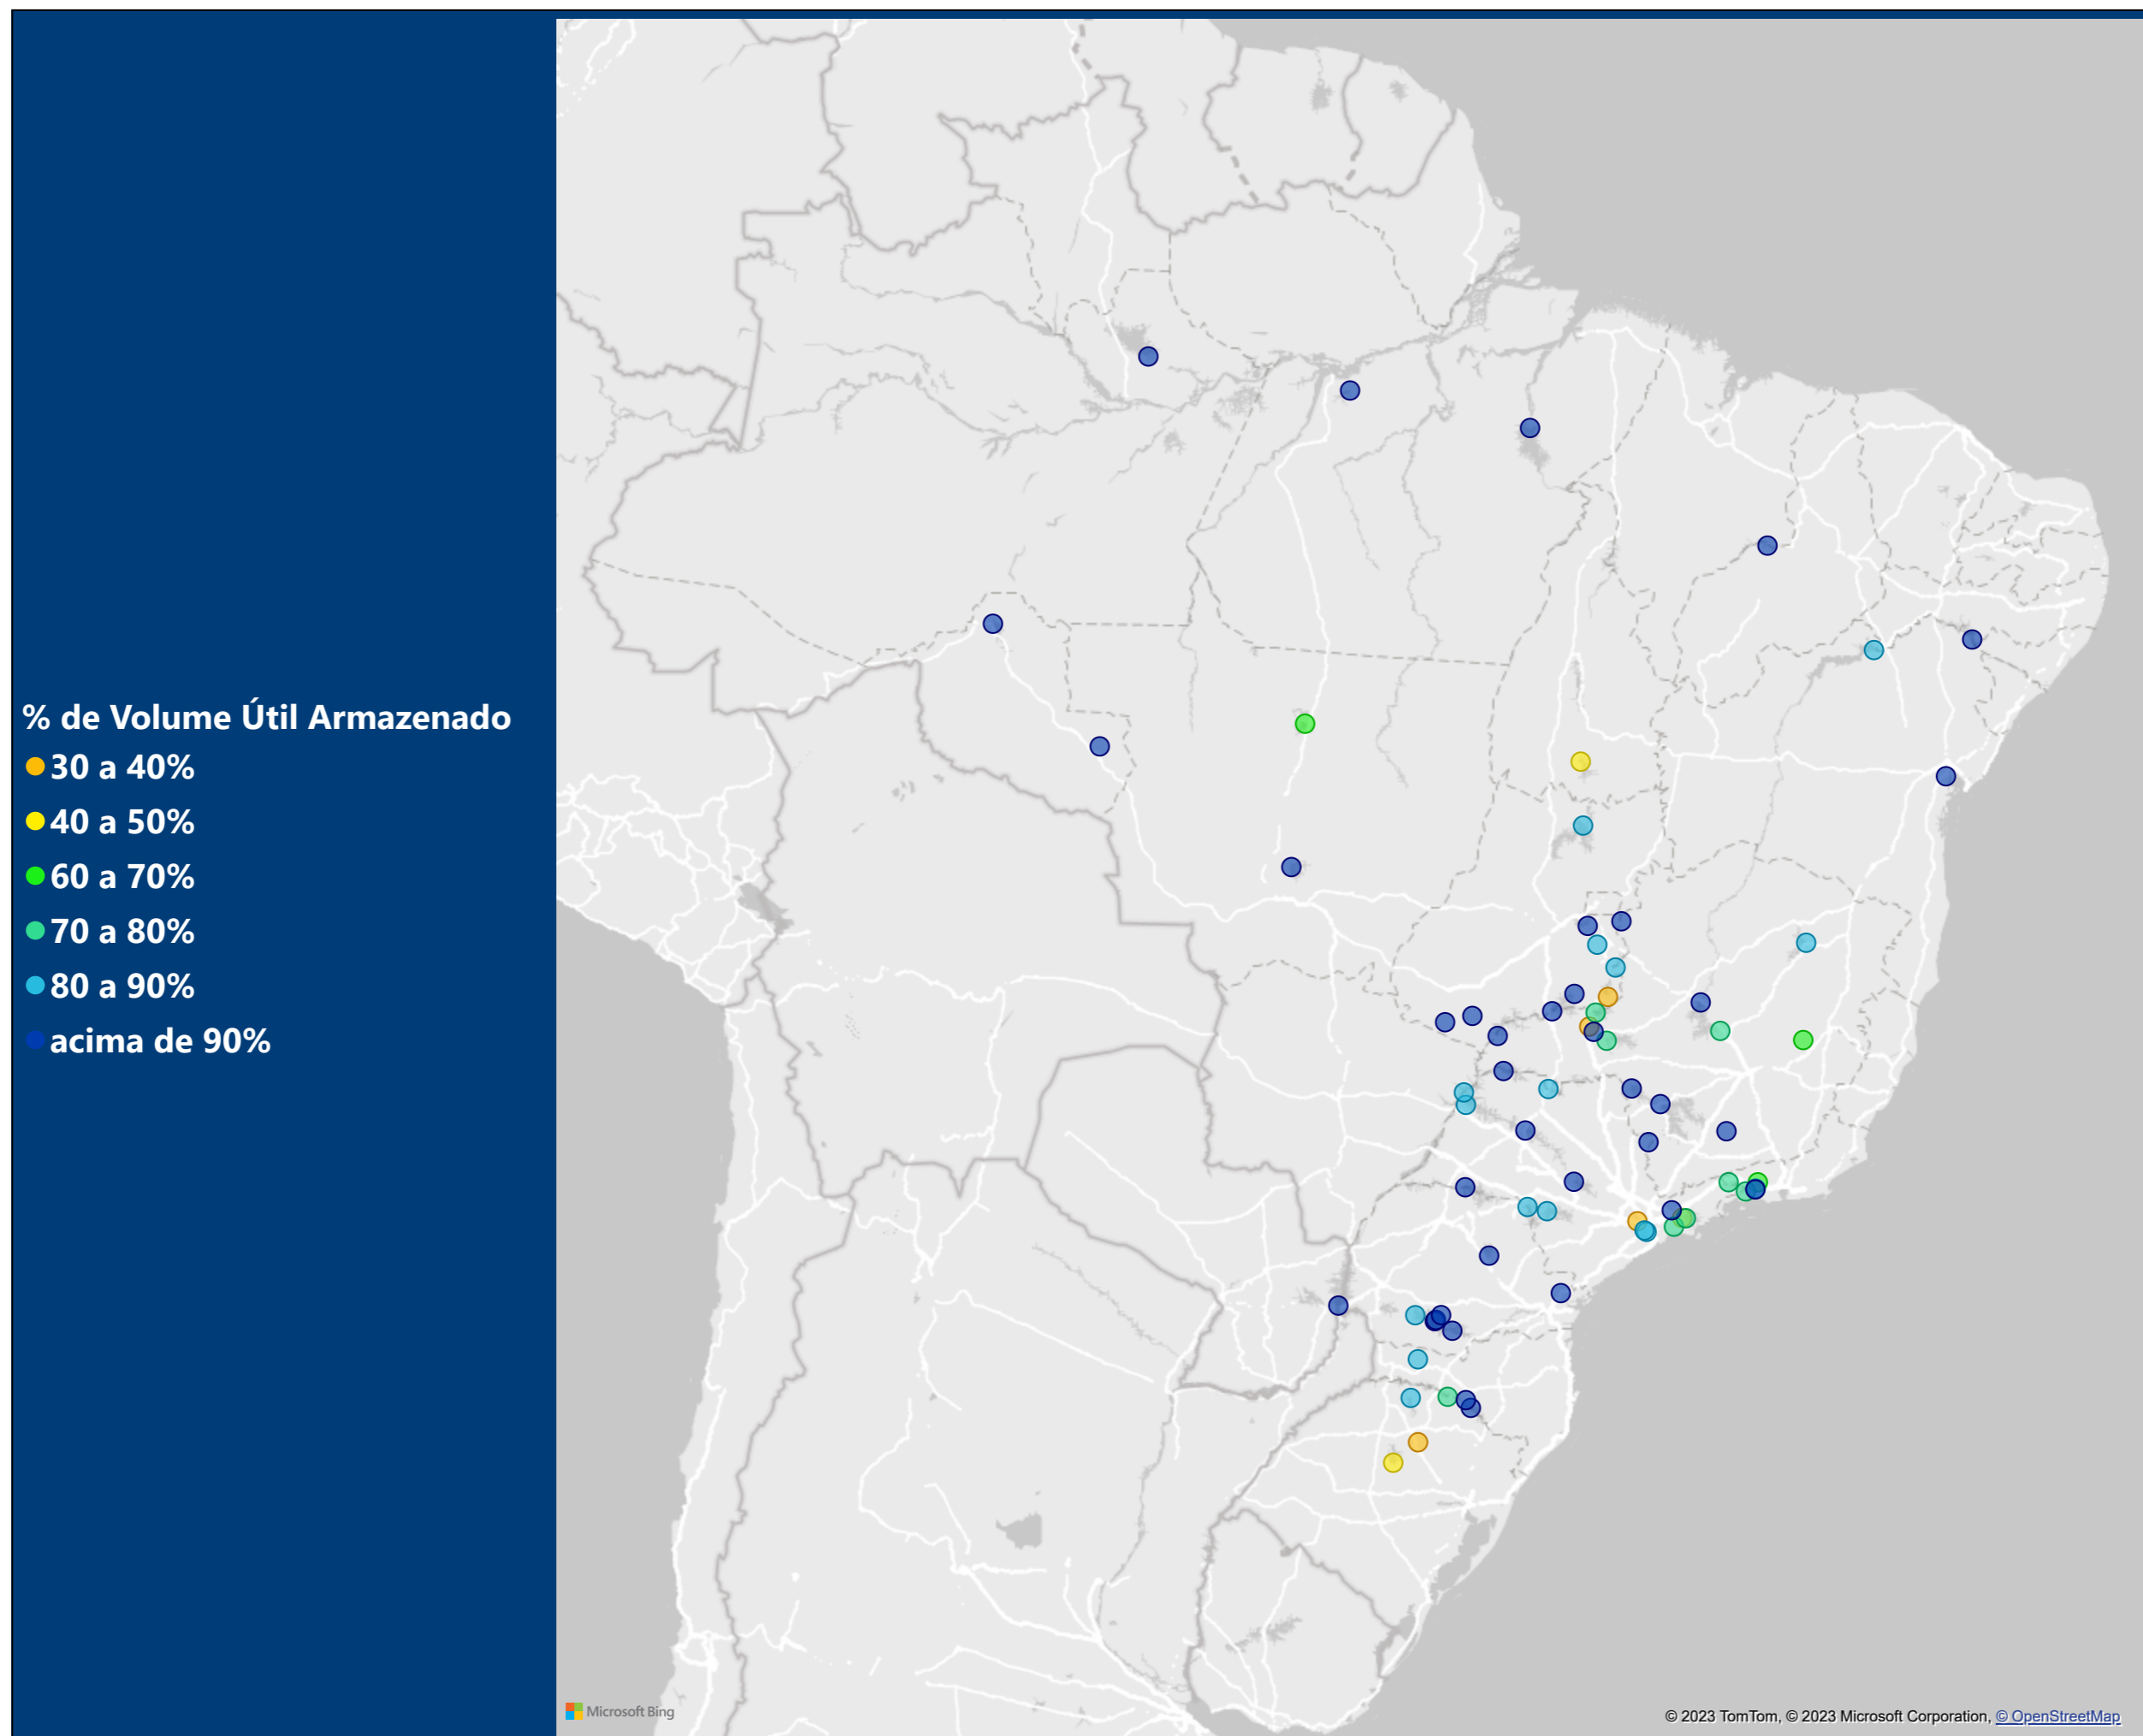 % de Volume Útil Armazenado
30 a 40%
40 a 50%
60 a 70%
70 a 80%
80 a 90%
acima de 90%
Microsoft Bing
© 2023 TomTom, © 2023 Microsoft Corporation, © OpenStreetMap